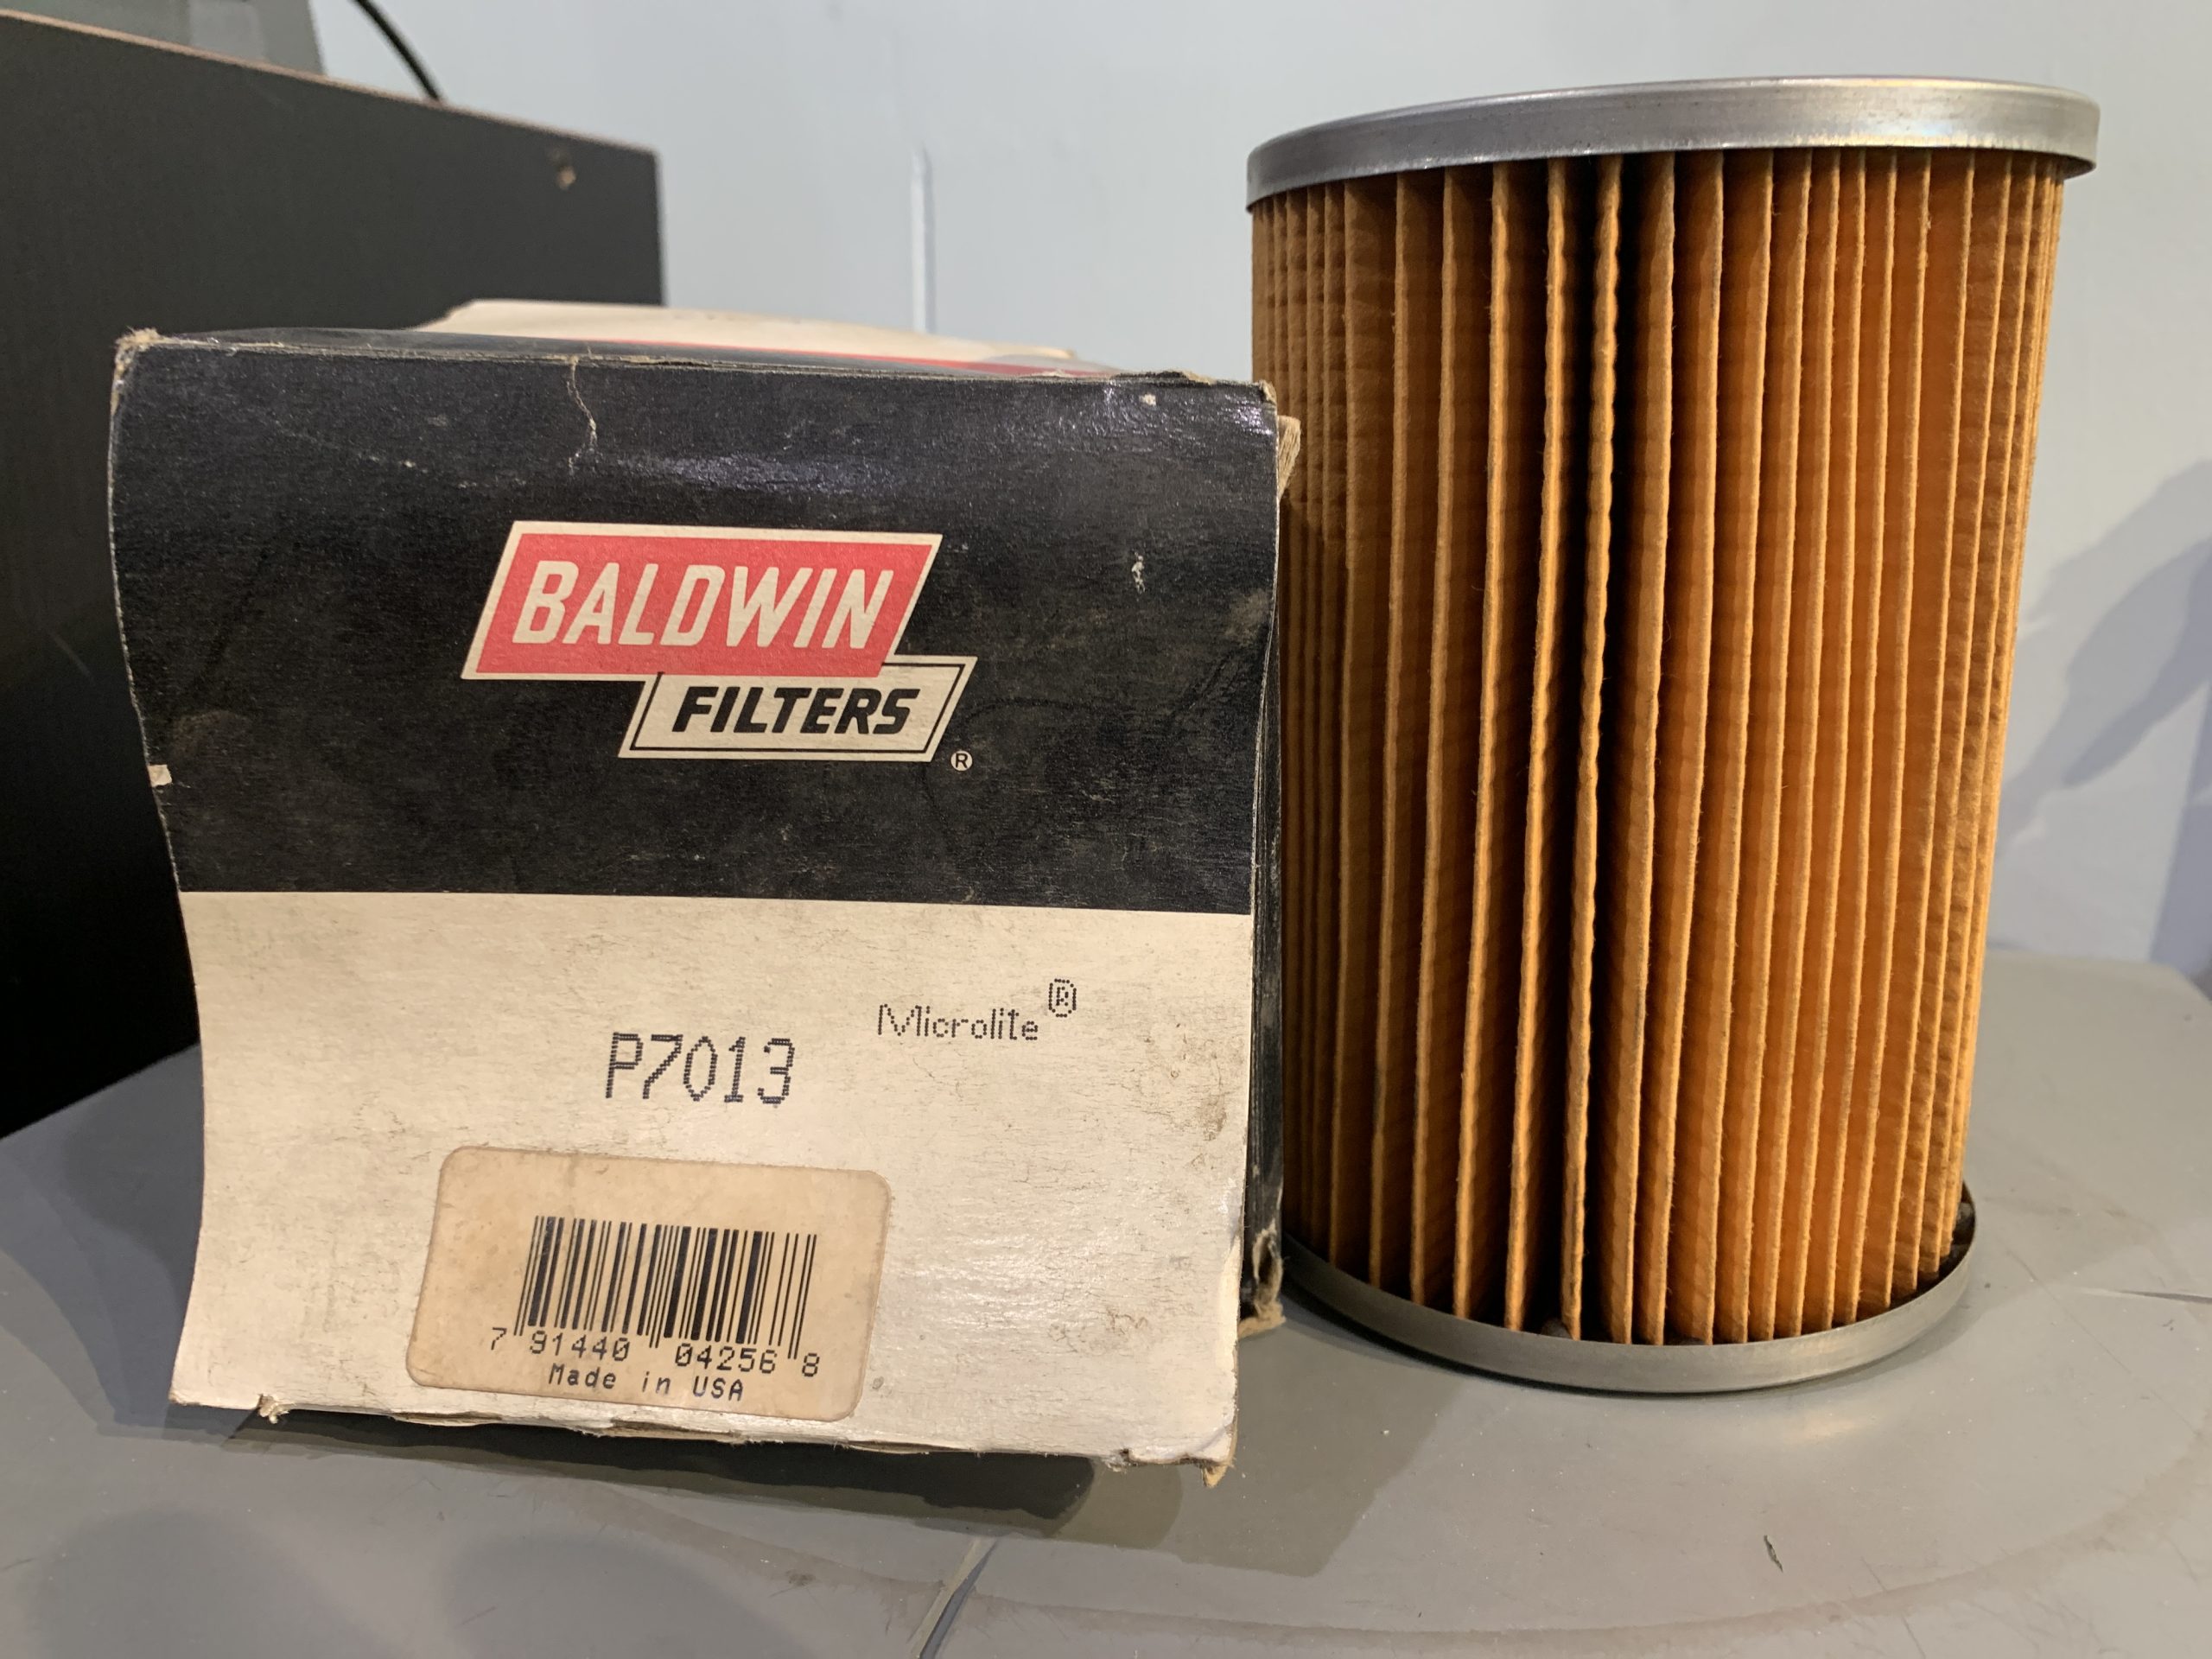 BALDWIN
FILTERS
®
Microlite®
P7013
7 91440 04256 8
Made in USA